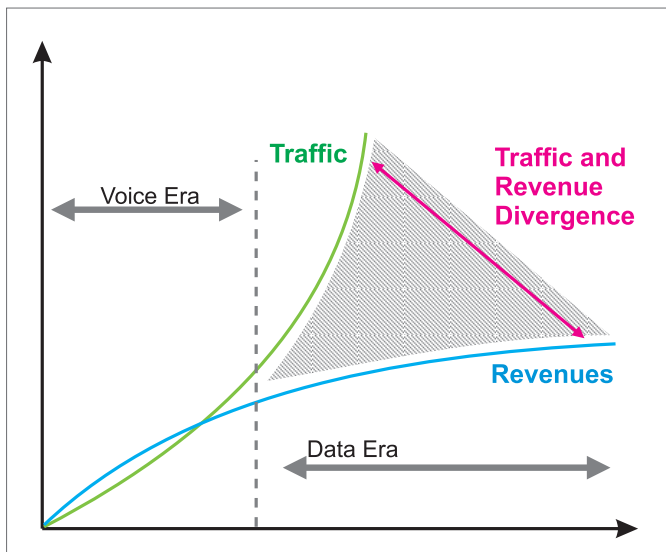 Traffic
Traffic and
Revenue
Divergence
Voice Era
Revenues
Data Era